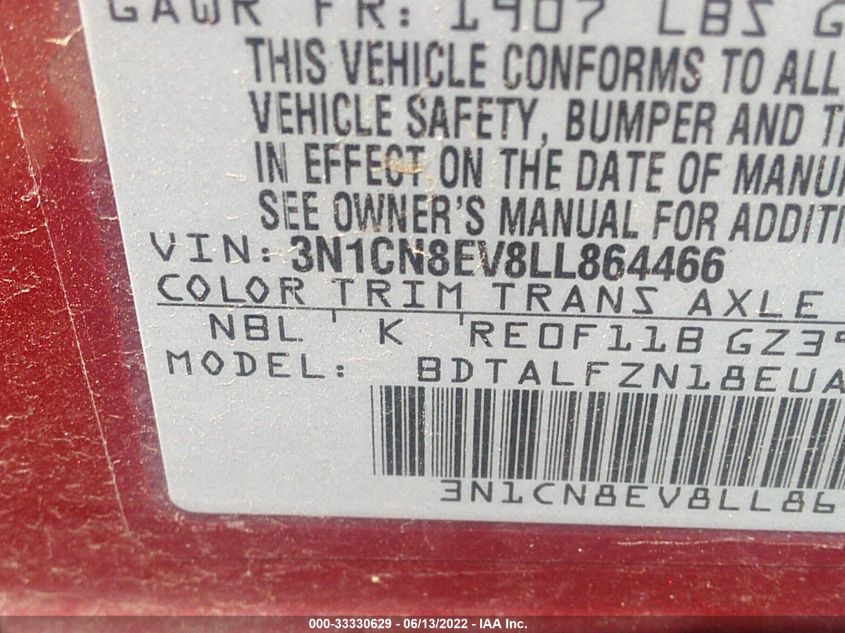 GAWR FR: 1907 LBS G
THIS VEHICLE CONFORMS TO ALL
VEHICLE SAFETY, BUMPER AND T
IN EFFECT ON THE DATE OF MANU
SEE OWNER'S MANUAL FOR ADDITI
VIN: 3N1CN8EV8LL864466
COLOR TRIM TRANS AXLE
NBL K RE0F11B GZ39
MODEL: BDTALFZN18EUA
3N1CN8EV8LL86
000-33330629 - 06/13/2022 - IAA Inc.